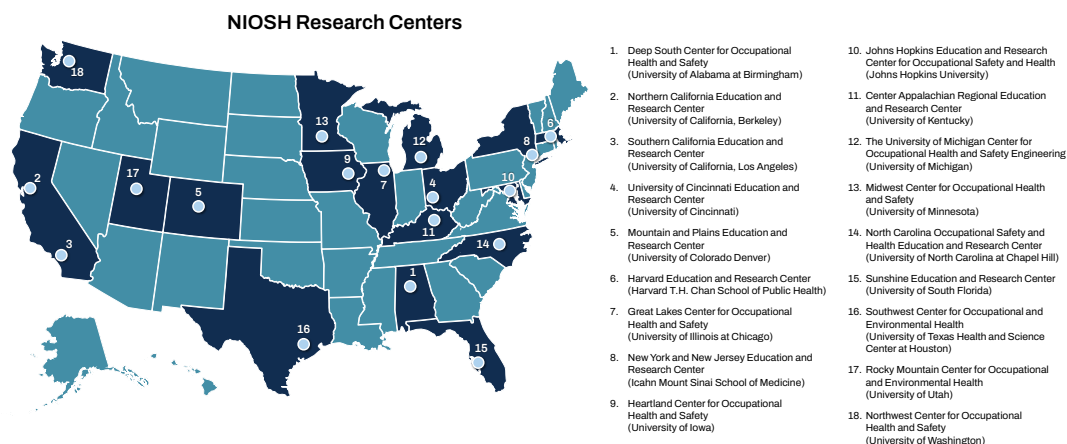 NIOSH Research Centers
18
13
12
6
8
9
2
17
5
7
4
10
11
3
14
1
16
15
1. Deep South Center for Occupational
Health and Safety
(University of Alabama at Birmingham)
2. Northern California Education and
Research Center
(University of California, Berkeley)
3. Southern California Education and
Research Center
(University of California, Los Angeles)
4. University of Cincinnati Education and
Research Center
(University of Cincinnati)
5. Mountain and Plains Education and
Research Center
(University of Colorado Denver)
6. Harvard Education and Research Center
(Harvard T.H. Chan School of Public Health)
7. Great Lakes Center for Occupational
Health and Safety
(University of Illinois at Chicago)
8. New York and New Jersey Education and
Research Center
(Icahn Mount Sinai School of Medicine)
9. Heartland Center for Occupational
Health and Safety
(University of Iowa)
10. Johns Hopkins Education and Research
Center for Occupational Safety and Health
(Johns Hopkins University)
11. Center Appalachian Regional Education
and Research Center
(University of Kentucky)
12. The University of Michigan Center for
Occupational Health and Safety Engineering
(University of Michigan)
13. Midwest Center for Occupational Health
and Safety
(University of Minnesota)
14. North Carolina Occupational Safety and
Health Education and Research Center
(University of North Carolina at Chapel Hill)
15. Sunshine Education and Research Center
(University of South Florida)
16. Southwest Center for Occupational and
Environmental Health
(University of Texas Health and Science
Center at Houston)
17. Rocky Mountain Center for Occupational
and Environmental Health
(University of Utah)
18. Northwest Center for Occupational
Health and Safety
(University of Washington)